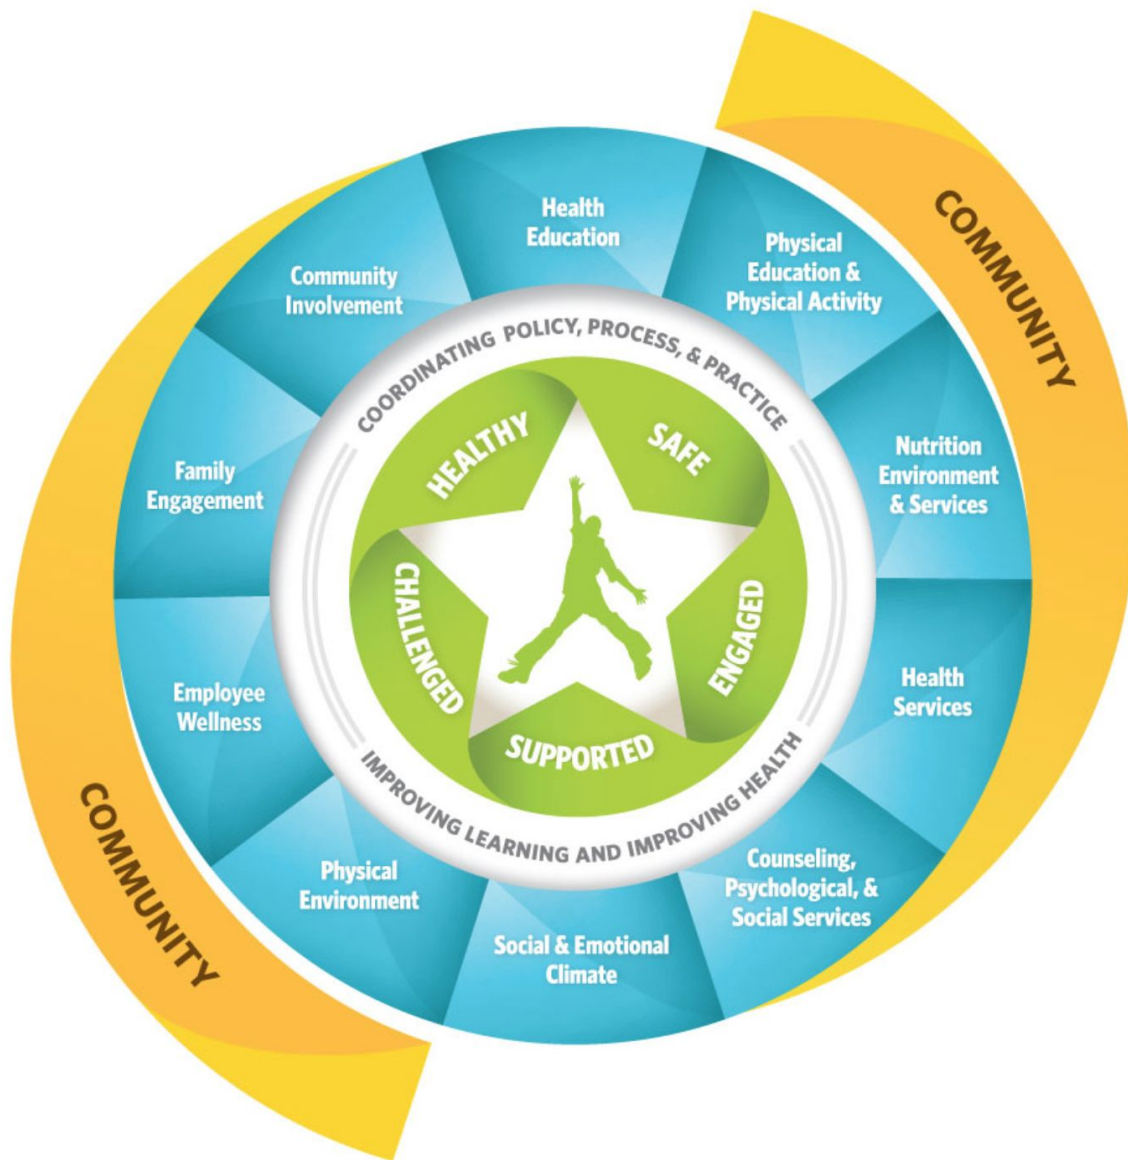 COMMUNITY
Health
Education
Physical
Education &
Physical Activity
Nutrition
Environment
& Services
Health
Services
Counseling,
Psychological, &
Social Services
Social & Emotional
Climate
Physical
Environment
Employee
Wellness
Family
Engagement
Community
Involvement
COORDINATING POLICY, PROCESS, & PRACTICE
IMPROVING LEARNING AND IMPROVING HEALTH
HEALTHY
SAFE
ENGAGED
SUPPORTED
CHALLENGED
COMMUNITY